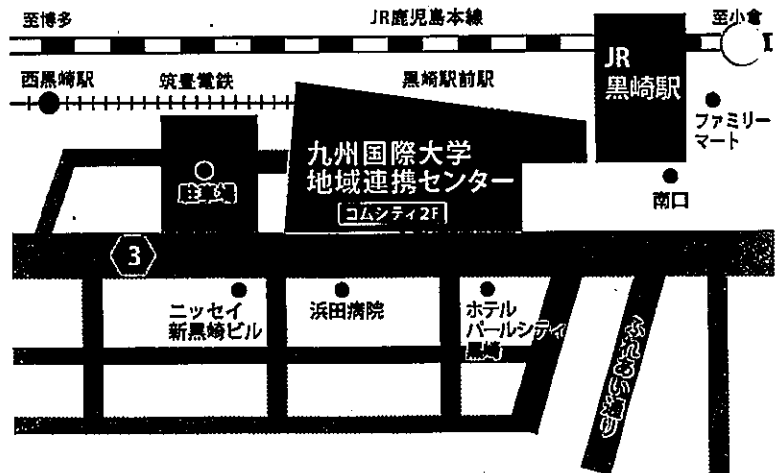 至博多
JR鹿児島本線
至小倉
JR
黒崎駅
西黒崎駅
筑豊電鉄
黒崎駅前駅
ファミリー
マート
九州国際大学
地域連携センター
コムシティ2F
駐車場
南口
3
ニッセイ
新黒崎ビル
浜田病院
ホテル
パールシティ
黒崎
ふれあい通り